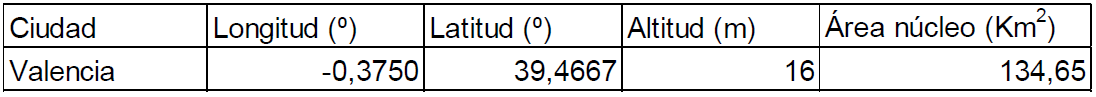 Ciudad Longitud (º) Latitud (º) Altitud (m) Área núcleo (Km²)
Valencia -0,3750 39,4667 16 134,65